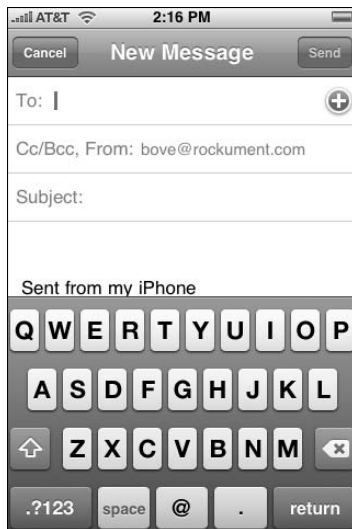 AT&T 2:16 PM
Cancel New Message Send
To:
Cc/Bcc, From: bove@rockument.com
Subject:
Sent from my iPhone
Q W E R T Y U I O P
A S D F G H J K L
Z X C V B N M
.?123 space @ . return